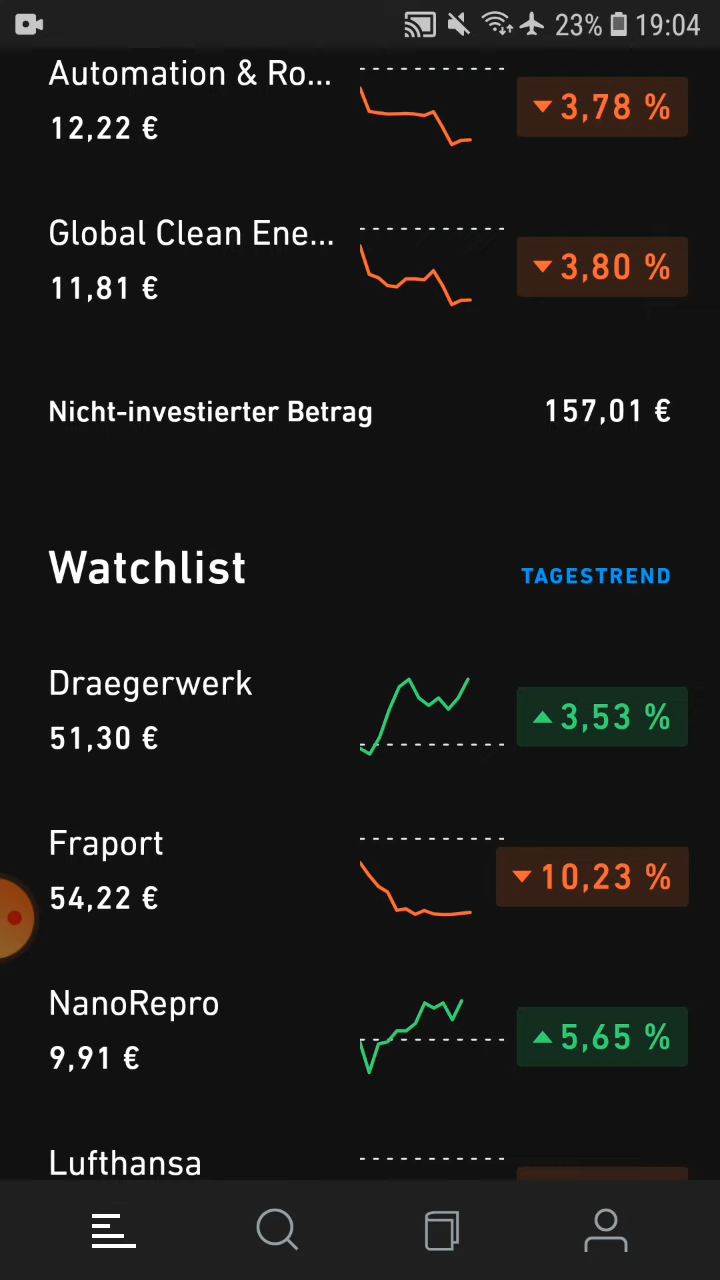 23% 19:04
Automation & Ro...
12,22 €
3,78 %
Global Clean Ene...
11,81 €
3,80 %
Nicht-investierter Betrag 157,01 €
Watchlist TAGESTREND
Draegerwerk
51,30 €
3,53 %
Fraport
54,22 €
10,23 %
NanoRepro
9,91 €
5,65 %
Lufthansa